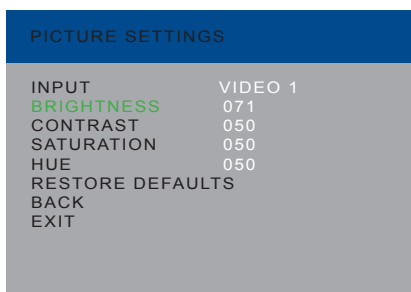 PICTURE SETTINGS
INPUT VIDEO 1
BRIGHTNESS 071
CONTRAST 050
SATURATION 050
HUE 050
RESTORE DEFAULTS
BACK
EXIT